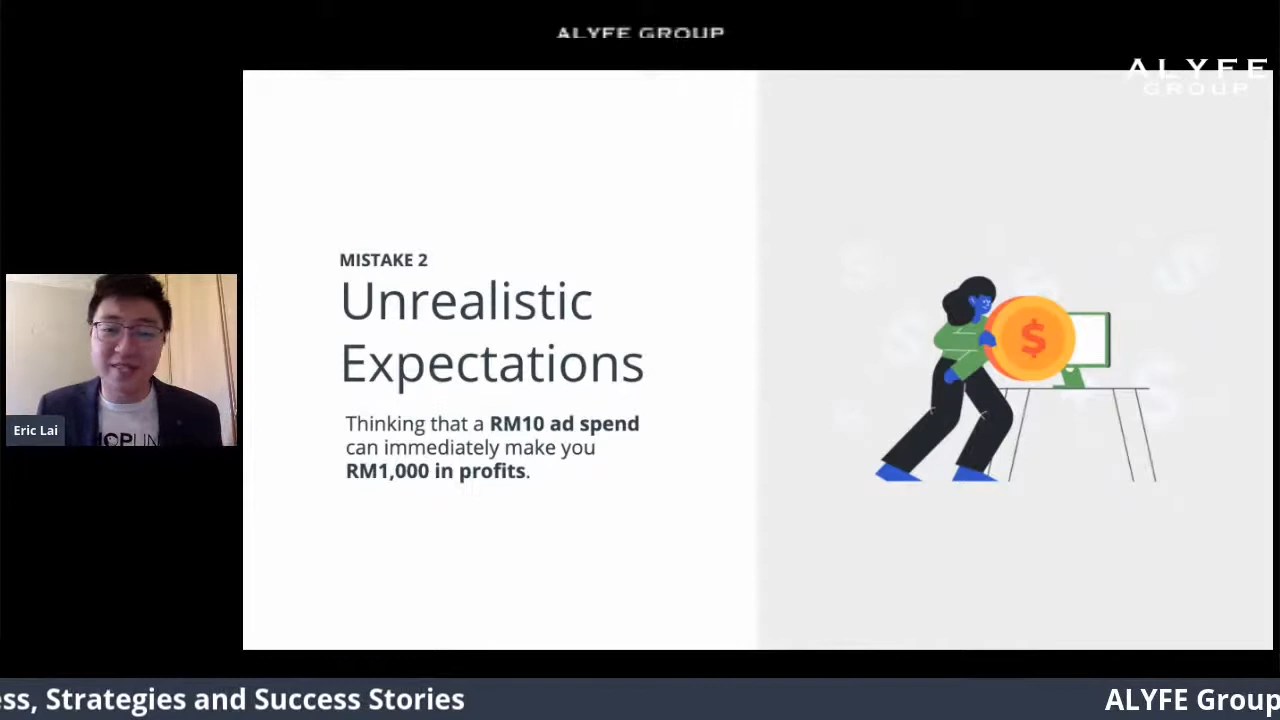 ALYFE GROUP
ALYFE
GROUP
MISTAKE 2
Unrealistic
Expectations
Thinking that a RM10 ad spend
can immediately make you
RM1,000 in profits.
$
Eric Lai
ess, Strategies and Success Stories
ALYFE Group